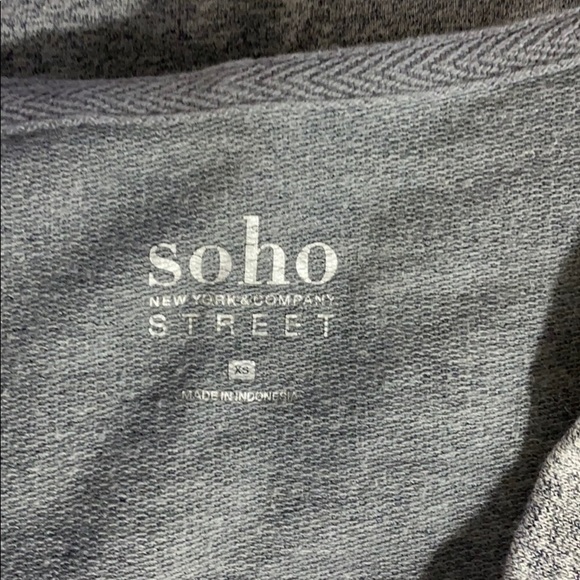 soho
NEW YORK & COMPANY
STREET
XS
MADE IN INDONESIA